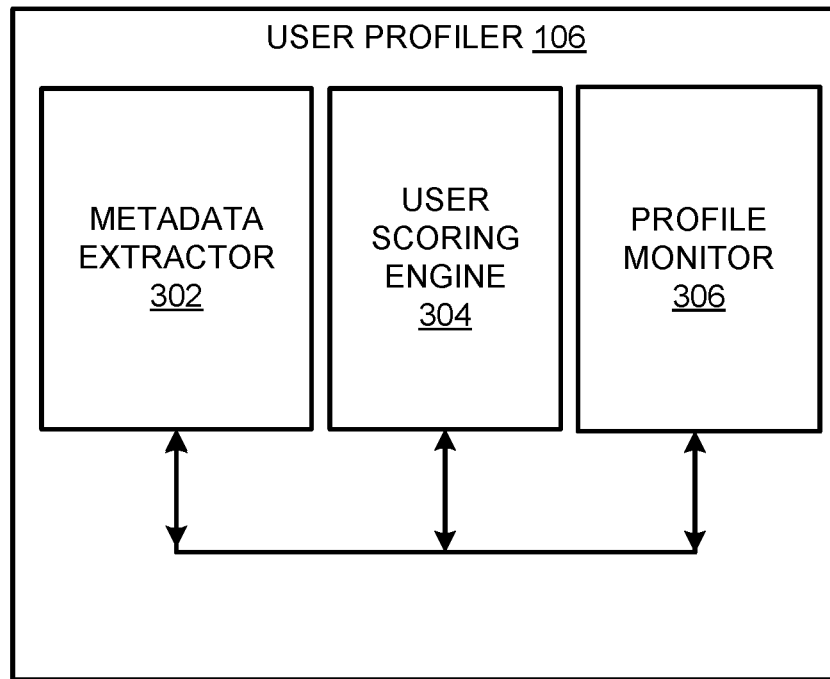 USER PROFILER 106
METADATA
EXTRACTOR
302
USER
SCORING
ENGINE
304
PROFILE
MONITOR
306